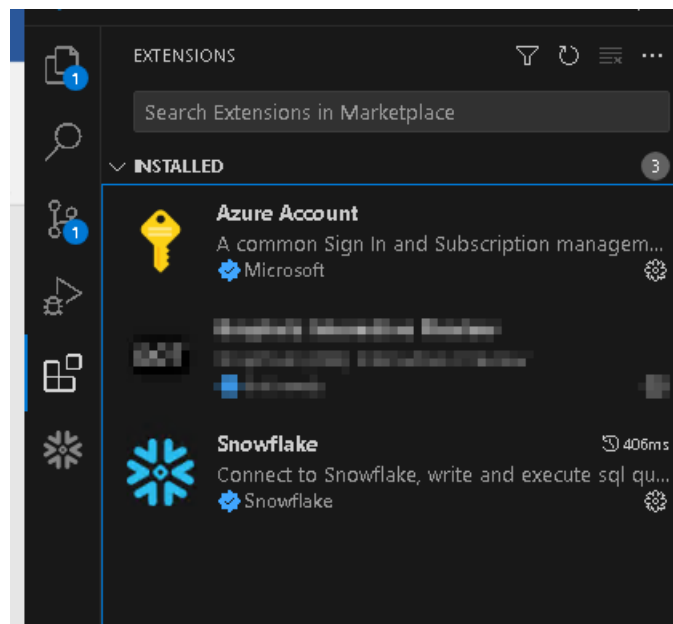 1
EXTENSIONS
Search Extensions in Marketplace
INSTALLED 3
Azure Account
A common Sign In and Subscription managem...
Microsoft
1
Snowflake 406ms
Connect to Snowflake, write and execute sql qu...
Snowflake